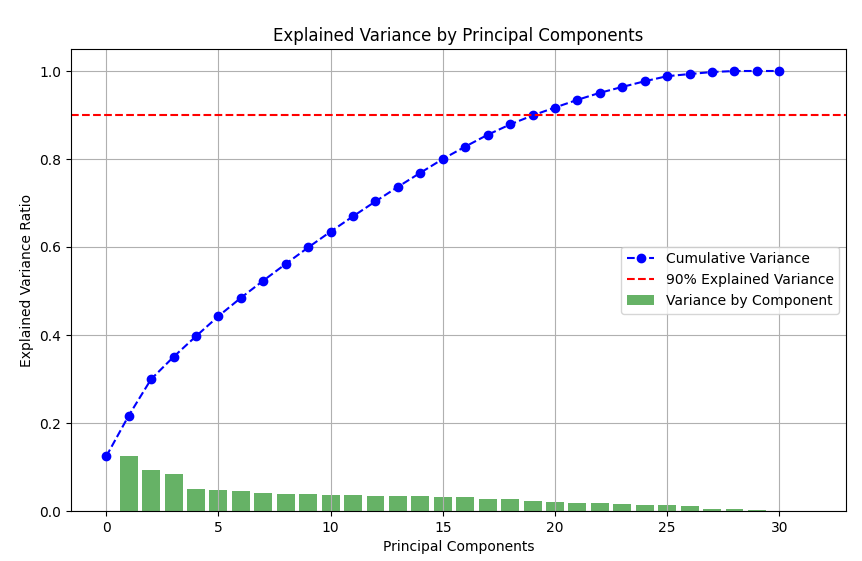 Explained Variance by Principal Components
Explained Variance Ratio
1.0
0.8
0.6
0.4
0.2
0.0
Cumulative Variance
90% Explained Variance
Variance by Component
0 5 10 15 20 25 30
Principal Components